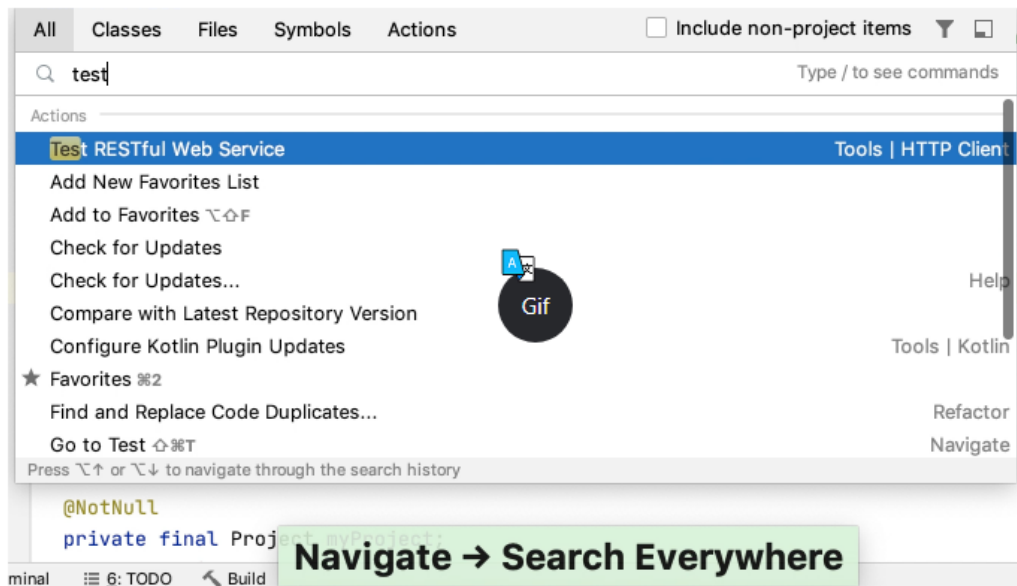 All Classes Files Symbols Actions Include non-project items
test Type / to see commands
Actions
Test RESTful Web Service Tools | HTTP Client
Add New Favorites List
Add to Favorites ⌥⇧F
Check for Updates
Check for Updates... Help
Compare with Latest Repository Version
Configure Kotlin Plugin Updates Tools | Kotlin
Favorites ⌘2
Find and Replace Code Duplicates... Refactor
Go to Test ⇧⌘T Navigate
Press ⌥↑ or ⌥↓ to navigate through the search history
A 文
Gif
@NotNull
private final Project myProject;
Navigate → Search Everywhere
minal 6: TODO Build